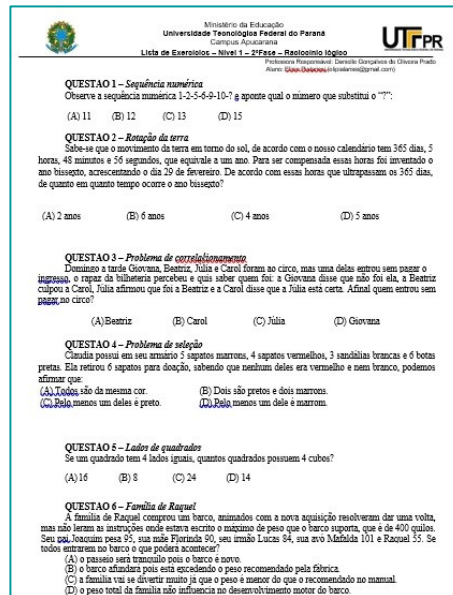 Ministério da Educação
Universidade Tecnológica Federal do Paraná
Campus Apucarana
Lista de Exercícios – Nível 1 – 2ªFase – Raciocínio lógico
UTFPR
Professora Responsável: Danielle Gonçalves de Oliveira Prado
Aluno:
QUESTAO 1 – Sequência numérica
Observe a sequência numérica 1-2-5-6-9-10-? e aponte qual o número que substitui o "?":
(A) 11 (B) 12 (C) 13 (D) 15
QUESTAO 2 – Rotação da terra
Sabe-se que o movimento da terra em torno do sol, de acordo com o nosso calendário tem 365 dias, 5
horas, 48 minutos e 56 segundos, que equivale a um ano. Para ser compensada essas horas foi inventado o
ano bissexto, acrescentando o dia 29 de fevereiro. De acordo com essas horas que ultrapassam os 365 dias,
de quanto em quanto tempo ocorre o ano bissexto?
(A) 2 anos (B) 6 anos (C) 4 anos (D) 5 anos
QUESTAO 3 – Problema de correlalionamento
Domingo a tarde Giovana, Beatriz, Julia e Carol foram ao circo, mas uma delas entrou sem pagar o
ingresso, o rapaz da bilheteria percebeu e quis saber quem foi: a Giovana disse que não foi ela, a Beatriz
culpou a Carol, Júlia afirmou que foi a Beatriz e a Carol disse que a Júlia está certa. Afinal quem entrou sem
pagar no circo?
(A)Beatriz (B) Carol (C) Júlia (D) Giovana
QUESTAO 4 – Problema de seleção
Claudia possui em seu armário 5 sapatos marrons, 4 sapatos vermelhos, 3 sandálias brancas e 6 botas
pretas. Ela retirou 6 sapatos para doação, sabendo que nenhum deles era vermelho e nem branco, podemos
afirmar que:
(A) Todos são da mesma cor. (B) Dois são pretos e dois marrons.
(C) Pelo menos um deles é preto. (D) Pelo menos um dele é marrom.
QUESTAO 5 – Lados de quadrados
Se um quadrado tem 4 lados iguais, quantos quadrados possuem 4 cubos?
(A)16 (B) 8 (C) 24 (D) 14
QUESTAO 6 – Família de Raquel
A família de Raquel comprou um barco, animados com a nova aquisição resolveram dar uma volta,
mas não leram as instruções onde estava escrito o máximo de peso que o barco suporta, que é de 400 quilos.
Seu pai Joaquim pesa 95, sua mãe Florinda 90, seu irmão Lucas 84, sua avó Mafalda 101 e Raquel 55. Se
todos entrarem no barco o que poderá acontecer?
(A) o passeio será tranquilo pois o barco é novo.
(B) o barco afundará pois está excedendo o peso recomendado pela fábrica.
(C) a família vai se divertir muito já que o peso é menor do que o recomendado no manual.
(D) o peso total da família não influencia no desenvolvimento motor do barco.